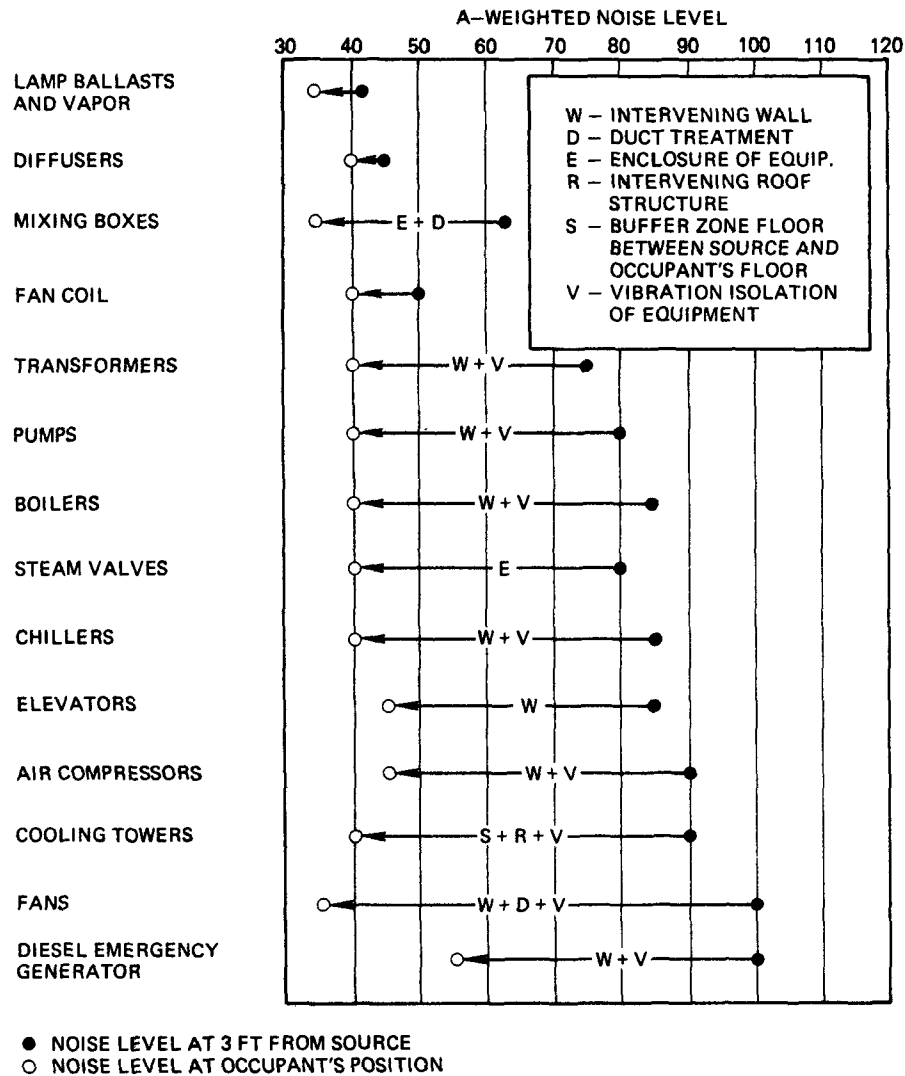 A–WEIGHTED NOISE LEVEL
30 40 50 60 70 80 90 100 110 120
LAMP BALLASTS
AND VAPOR
DIFFUSERS
MIXING BOXES
E + D
FAN COIL
TRANSFORMERS
W + V
PUMPS
W + V
BOILERS
W + V
STEAM VALVES
E
CHILLERS
W + V
ELEVATORS
W
AIR COMPRESSORS
W + V
COOLING TOWERS
S + R + V
FANS
W + D + V
DIESEL EMERGENCY
GENERATOR
W + V
W – INTERVENING WALL
D – DUCT TREATMENT
E – ENCLOSURE OF EQUIP.
R – INTERVENING ROOF
STRUCTURE
S – BUFFER ZONE FLOOR
BETWEEN SOURCE AND
OCCUPANT'S FLOOR
V – VIBRATION ISOLATION
OF EQUIPMENT
NOISE LEVEL AT 3 FT FROM SOURCE
NOISE LEVEL AT OCCUPANT'S POSITION